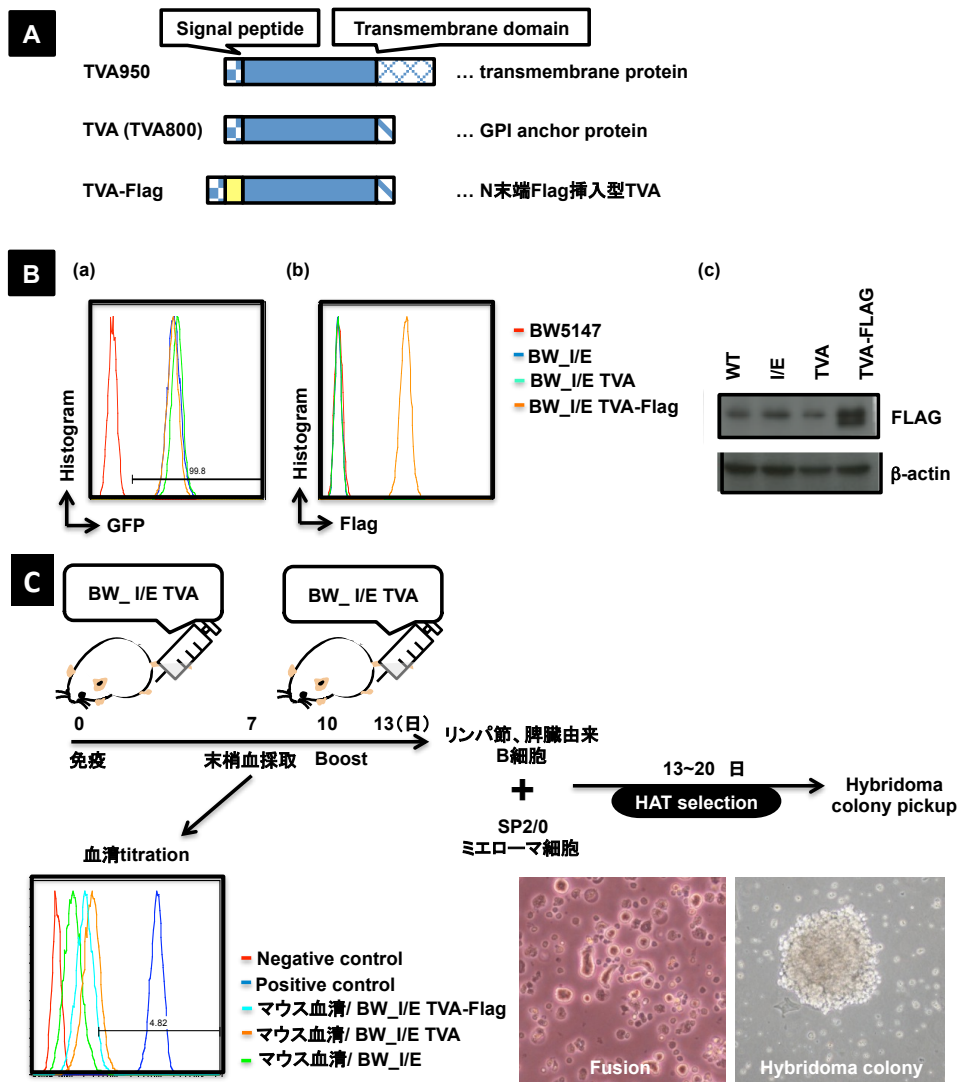 A
Signal peptide
Transmembrane domain
TVA950
… transmembrane protein
TVA (TVA800)
… GPI anchor protein
TVA-Flag
… N末端Flag挿入型TVA
B
(a)
(b)
(c)
99.8
Histogram
GFP
Histogram
Flag
BW5147
BW_I/E
BW_I/E TVA
BW_I/E TVA-Flag
WT
I/E
TVA
TVA-FLAG
FLAG
β-actin
C
BW_ I/E TVA
BW_ I/E TVA
0
7
10
13(日)
免疫
末梢血採取
Boost
リンパ節、脾臓由来
B細胞
+
SP2/0
ミエローマ細胞
13~20 日
HAT selection
Hybridoma
colony pickup
血清titration
4.82
Negative control
Positive control
マウス血清/ BW_I/E TVA-Flag
マウス血清/ BW_I/E TVA
マウス血清/ BW_I/E
Fusion
Hybridoma colony